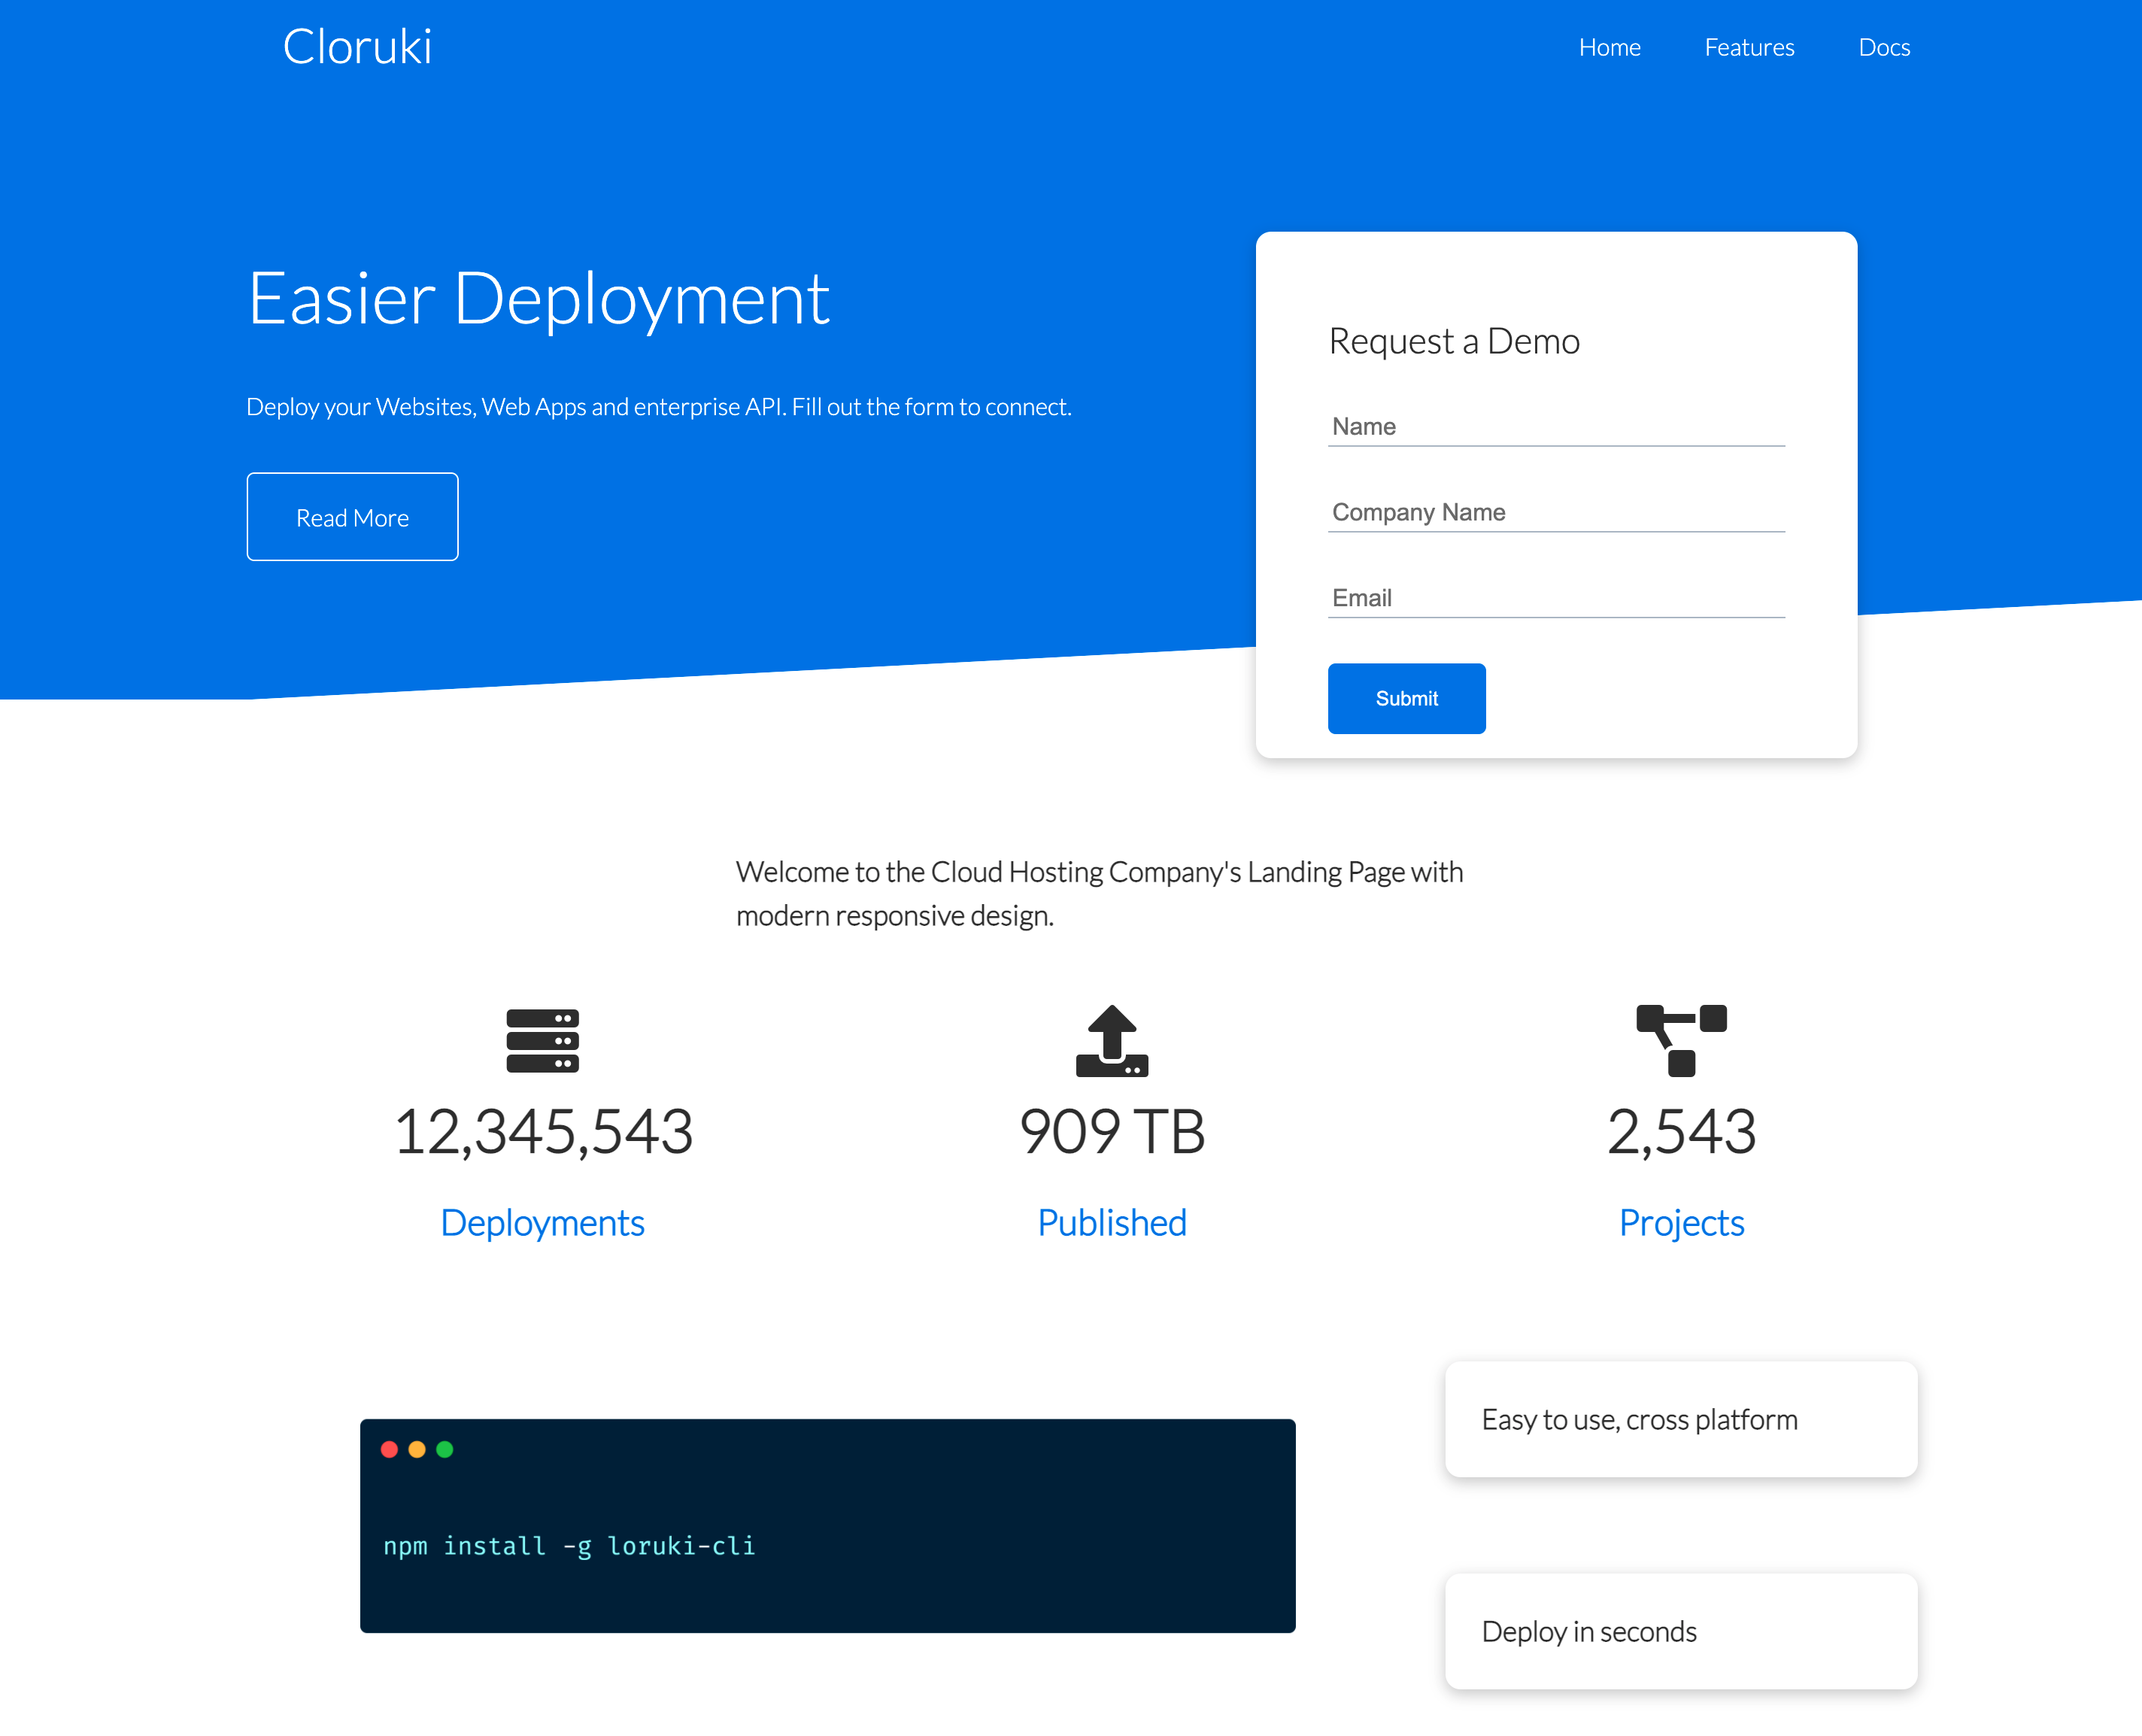 Cloruki
Home
Features
Docs
Easier Deployment
Deploy your Websites, Web Apps and enterprise API. Fill out the form to connect.
Read More
Request a Demo
Name
Company Name
Email
Submit
Welcome to the Cloud Hosting Company's Landing Page with
modern responsive design.
12,345,543
Deployments
909 TB
Published
2,543
Projects
npm install -g loruki-cli
Easy to use, cross platform
Deploy in seconds